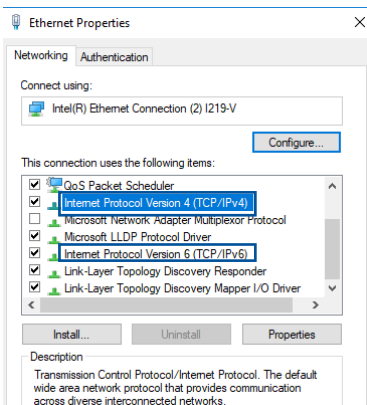 Ethernet Properties
Networking Authentication
Connect using:
Intel(R) Ethernet Connection (2) I219-V
Configure...
This connection uses the following items:
QoS Packet Scheduler
Internet Protocol Version 4 (TCP/IPv4)
Microsoft Network Adapter Multiplexor Protocol
Microsoft LLDP Protocol Driver
Internet Protocol Version 6 (TCP/IPv6)
Link-Layer Topology Discovery Responder
Link-Layer Topology Discovery Mapper I/O Driver
Install... Uninstall Properties
Description
Transmission Control Protocol/Internet Protocol. The default
wide area network protocol that provides communication
across diverse interconnected networks.